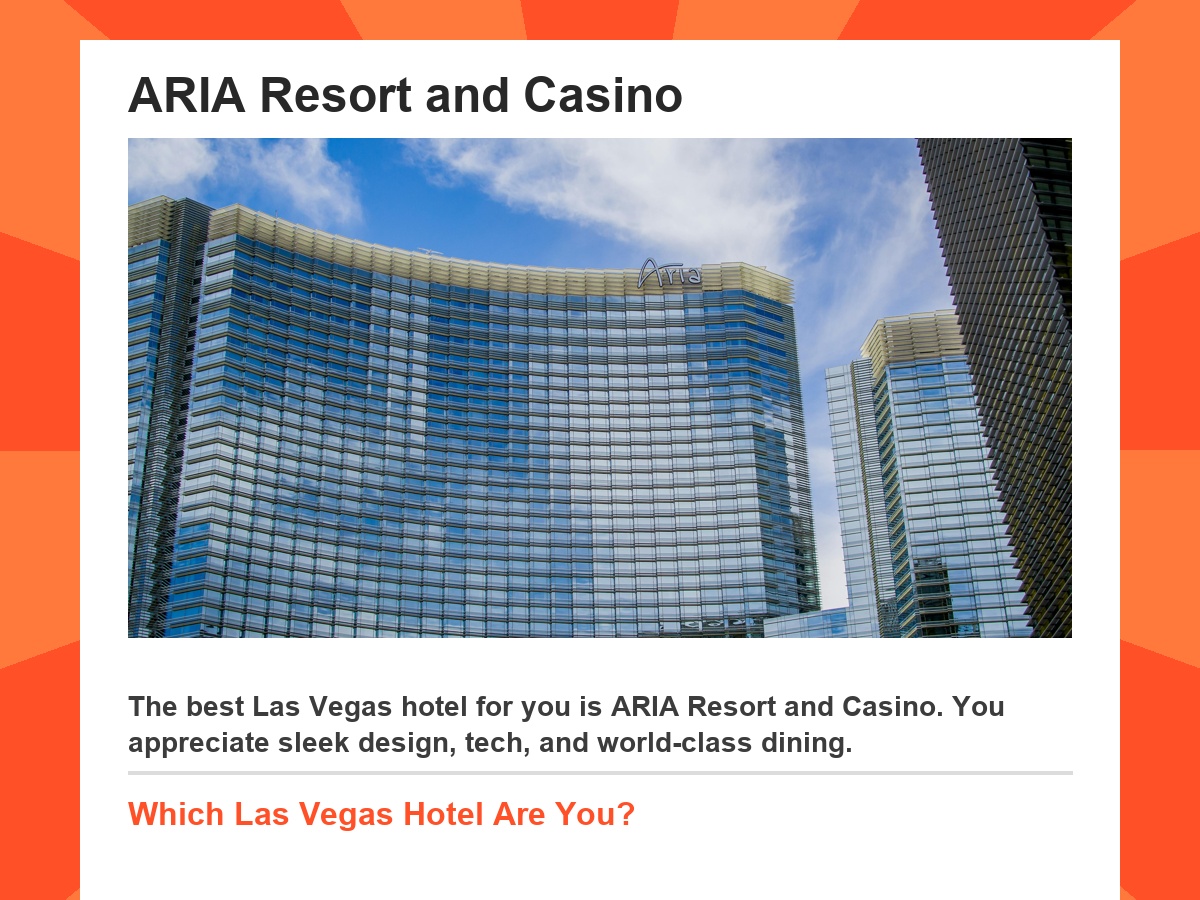 ARIA Resort and Casino
Aria
The best Las Vegas hotel for you is ARIA Resort and Casino. You
appreciate sleek design, tech, and world-class dining.
Which Las Vegas Hotel Are You?